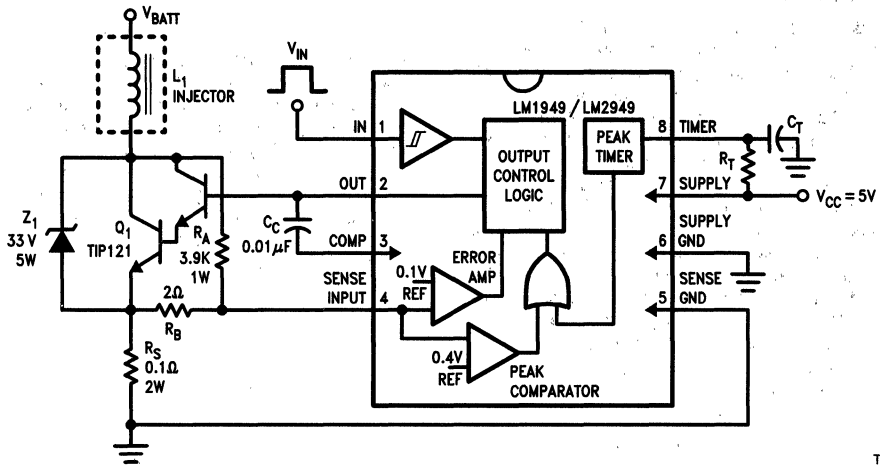 V_BATT
L₁
INJECTOR
V_IN
LM1949 / LM2949
IN 1
OUT 2
COMP 3
SENSE
INPUT 4
OUTPUT
CONTROL
LOGIC
PEAK
TIMER
8 TIMER
C_T
R_T
7 SUPPLY
V_CC = 5V
SUPPLY
6 GND
SENSE
5 GND
ERROR
AMP
0.1V
REF
0.4V
REF
PEAK
COMPARATOR
Z₁
33 V
5W
Q₁
TIP121
R_A
3.9K
1W
C_C
0.01 μF
2Ω
R_B
R_S
0.1Ω
2W
T